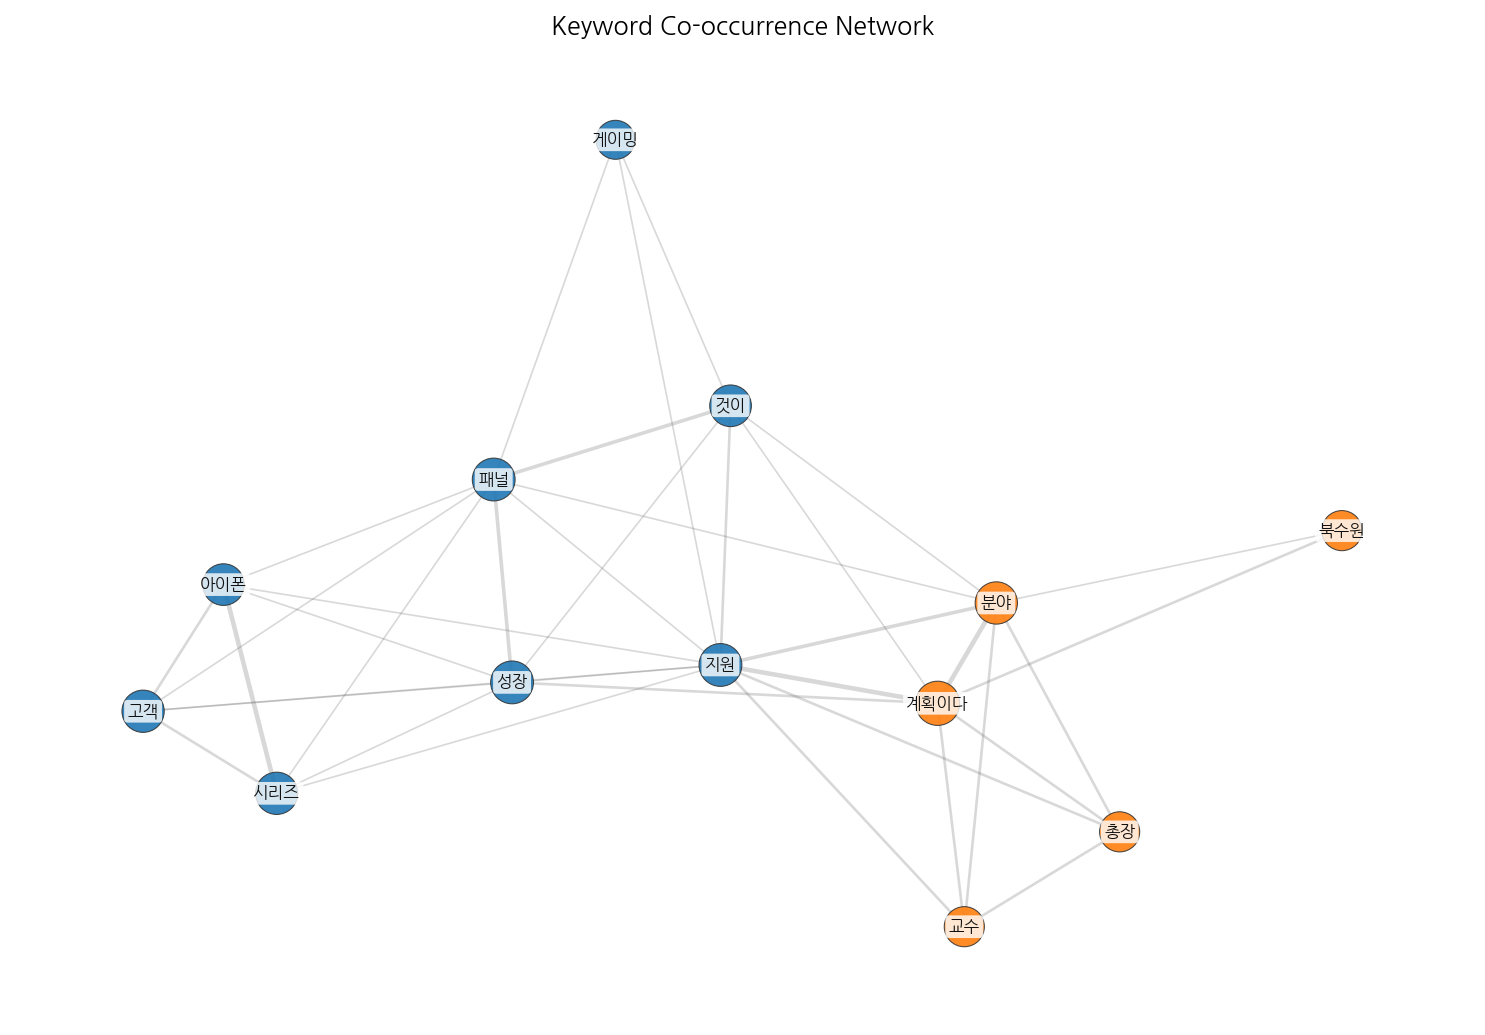 Keyword Co-occurrence Network
게이밍
것이
패널
북수원
아이폰
분야
지원
성장
계획이다
고객
시리즈
총장
교수